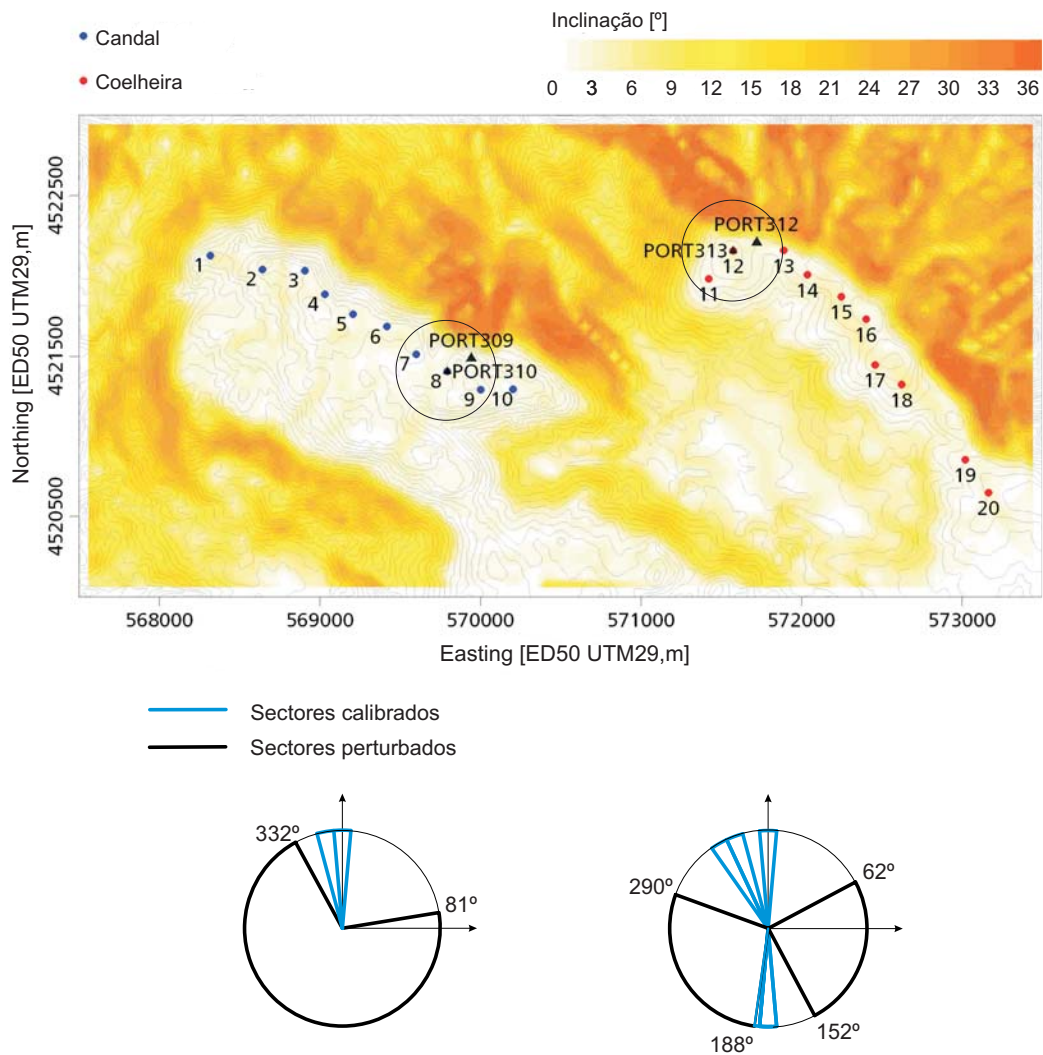 Inclinação [º]
Candal
Coelheira
0 3 6 9 12 15 18 21 24 27 30 33 36
Northing [ED50 UTM29,m]
4522500
4521500
4520500
PORT312
PORT313
1
2
3
4
5
6
7
8
9
10
11
12
13
14
15
16
17
18
19
20
PORT309
PORT310
568000 569000 570000 571000 572000 573000
Easting [ED50 UTM29,m]
Sectores calibrados
Sectores perturbados
332º
81º
290º
62º
188º
152º